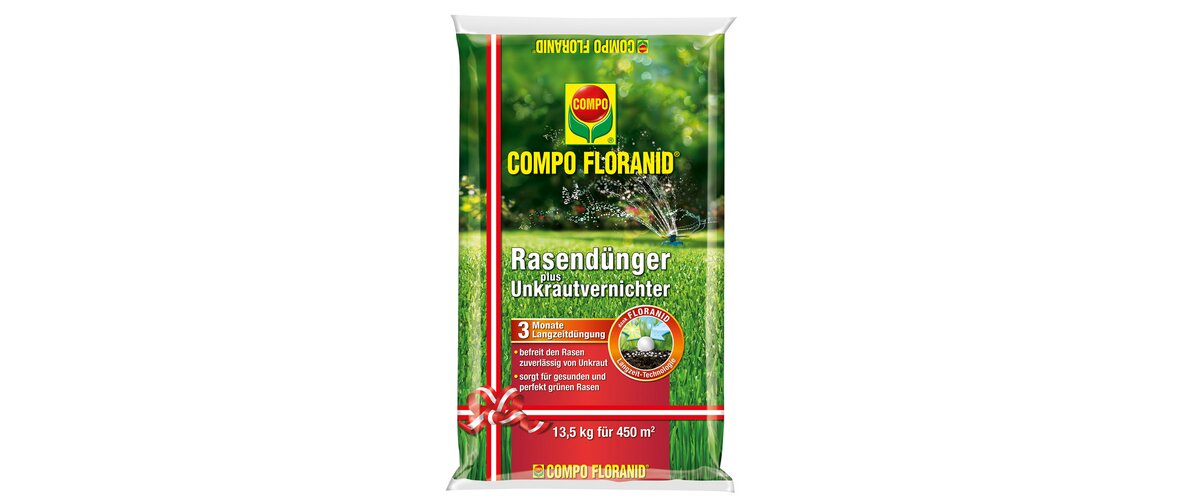 COMPO FLORANID
COMPO
COMPO FLORANID®
Rasendünger
plus
Unkrautvernichter
3 Monate
Langzeitdüngung
dank FLORANID
Langzeit-Technologie
• befreit den Rasen
zuverlässig von Unkraut
• sorgt für gesunden und
perfekt grünen Rasen
13,5 kg für 450 m²
COMPO FLORANID®